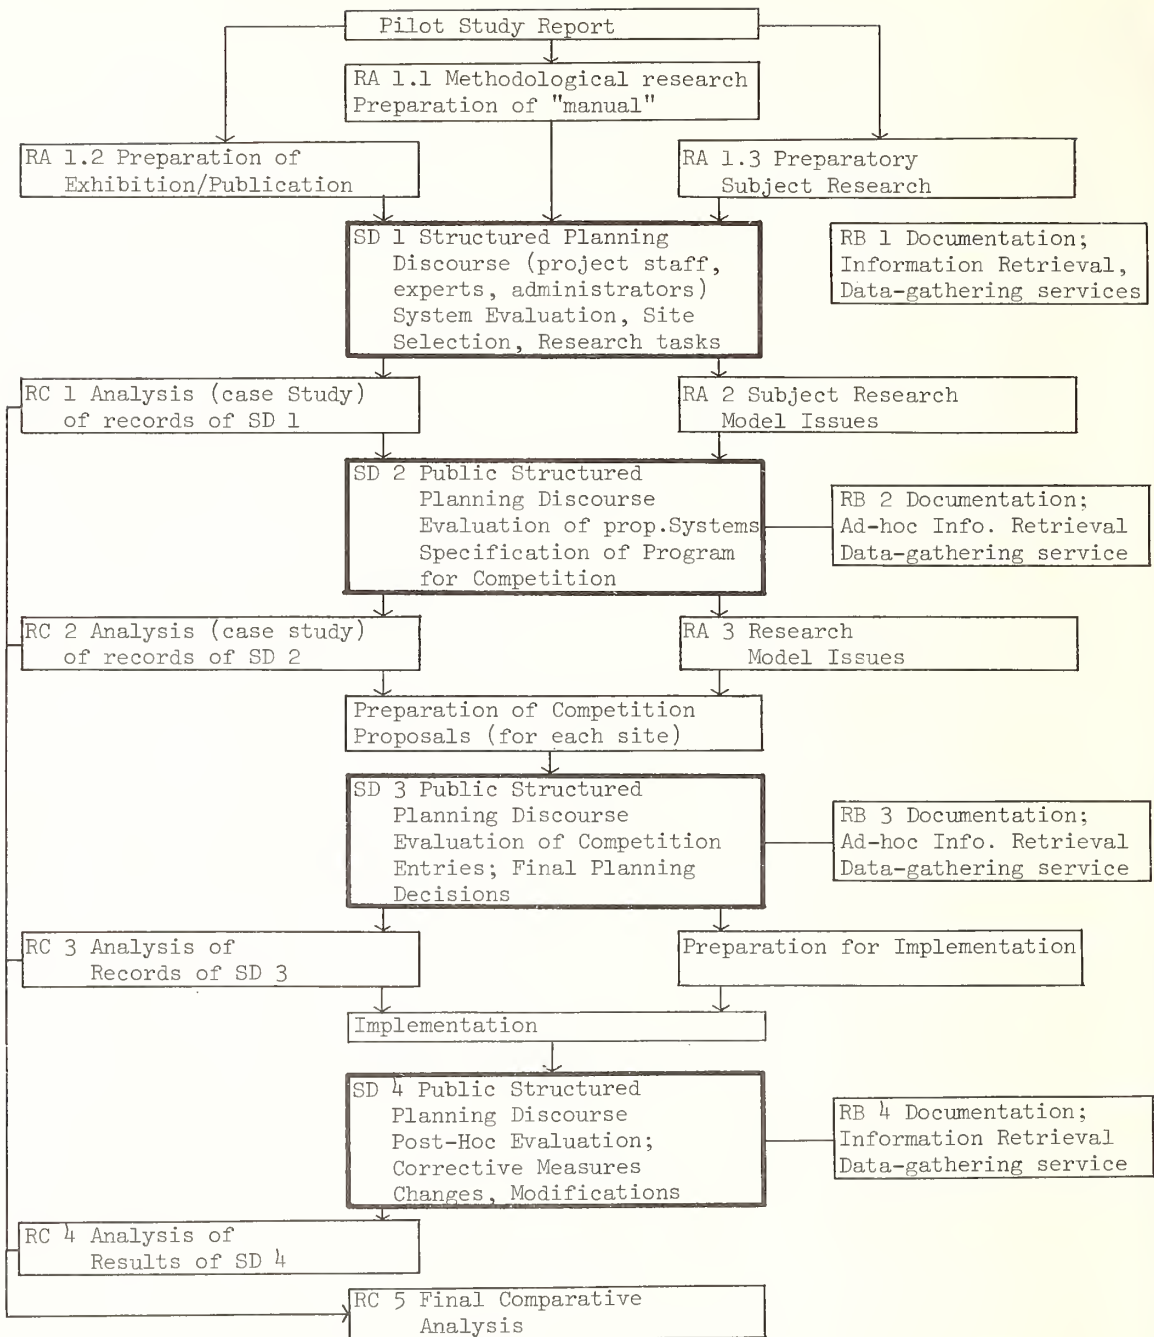 Pilot Study Report
RA 1.1 Methodological research
Preparation of "manual"
RA 1.2 Preparation of
Exhibition/Publication
RA 1.3 Preparatory
Subject Research
SD 1 Structured Planning
Discourse (project staff,
experts, administrators)
System Evaluation, Site
Selection, Research tasks
RB 1 Documentation;
Information Retrieval,
Data-gathering services
RC 1 Analysis (case Study)
of records of SD 1
RA 2 Subject Research
Model Issues
SD 2 Public Structured
Planning Discourse
Evaluation of prop.Systems
Specification of Program
for Competition
RB 2 Documentation;
Ad-hoc Info. Retrieval
Data-gathering service
RC 2 Analysis (case study)
of records of SD 2
RA 3 Research
Model Issues
Preparation of Competition
Proposals (for each site)
SD 3 Public Structured
Planning Discourse
Evaluation of Competition
Entries; Final Planning
Decisions
RB 3 Documentation;
Ad-hoc Info. Retrieval
Data-gathering service
RC 3 Analysis of
Records of SD 3
Preparation for Implementation
Implementation
SD 4 Public Structured
Planning Discourse
Post-Hoc Evaluation;
Corrective Measures
Changes, Modifications
RB 4 Documentation;
Information Retrieval
Data-gathering service
RC 4 Analysis of
Results of SD 4
RC 5 Final Comparative
Analysis